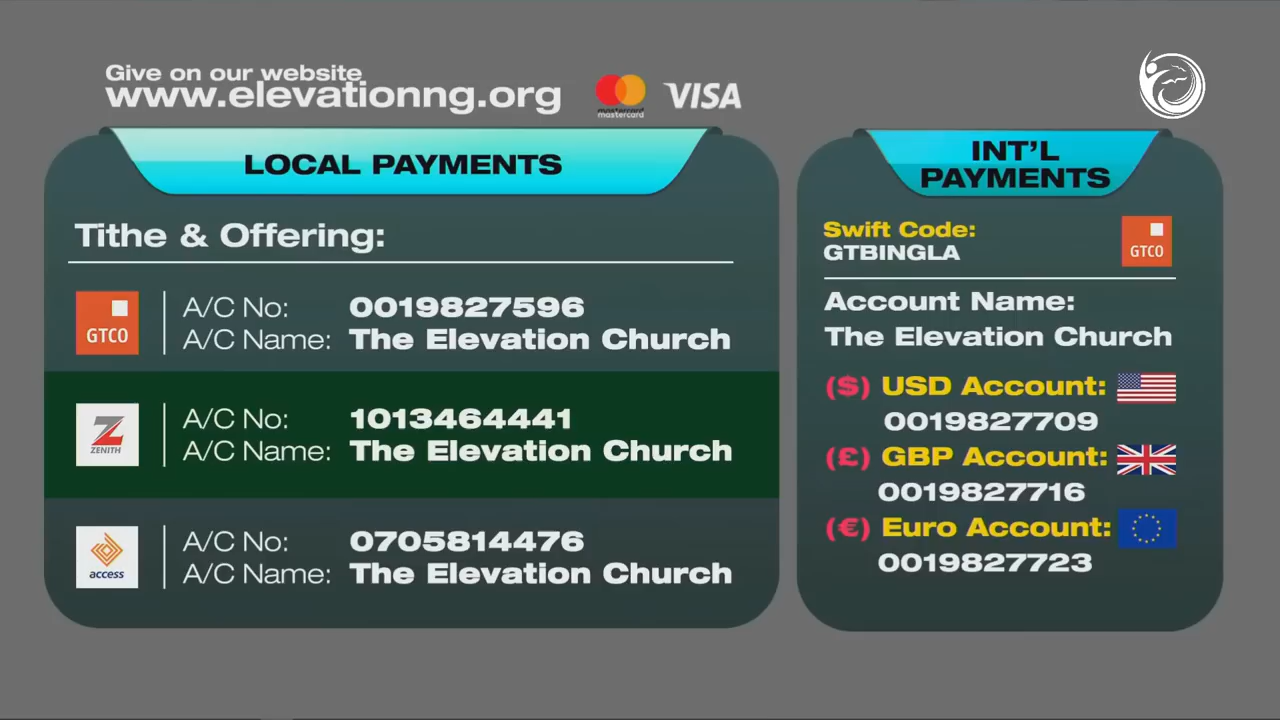 Give on our website
www.elevationng.org
mastercard
VISA
LOCAL PAYMENTS
Tithe & Offering:
GTCO
A/C No: 0019827596
A/C Name: The Elevation Church
ZENITH
A/C No: 1013464441
A/C Name: The Elevation Church
access
A/C No: 0705814476
A/C Name: The Elevation Church
INT'L
PAYMENTS
Swift Code:
GTBINGLA
GTCO
Account Name:
The Elevation Church
($) USD Account:
0019827709
(£) GBP Account:
0019827716
(€) Euro Account:
0019827723